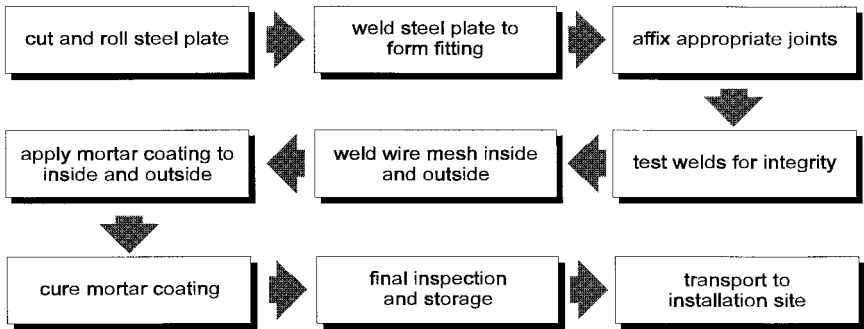 cut and roll steel plate
weld steel plate to
form fitting
affix appropriate joints
test welds for integrity
weld wire mesh inside
and outside
apply mortar coating to
inside and outside
cure mortar coating
final inspection
and storage
transport to
installation site